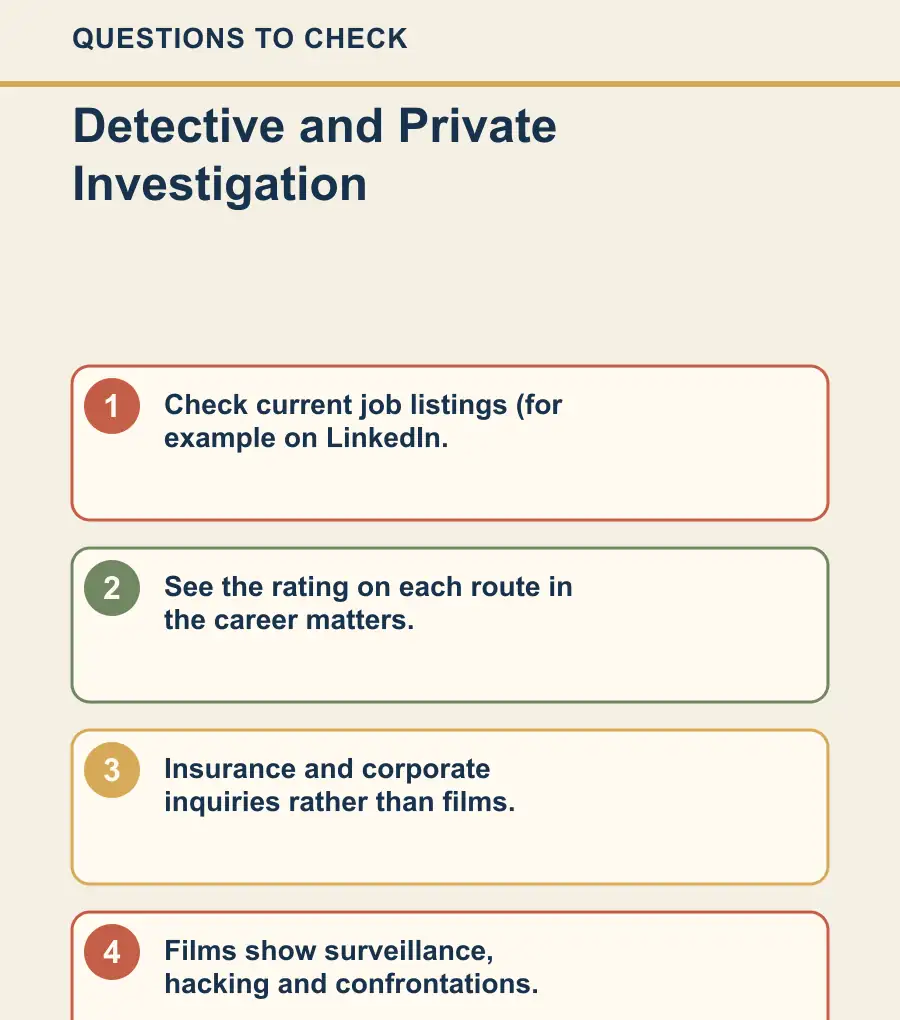 QUESTIONS TO CHECK
Detective and Private
Investigation
1
Check current job listings (for
example on LinkedIn.
2
See the rating on each route in
the career matters.
3
Insurance and corporate
inquiries rather than films.
4
Films show surveillance,
hacking and confrontations.